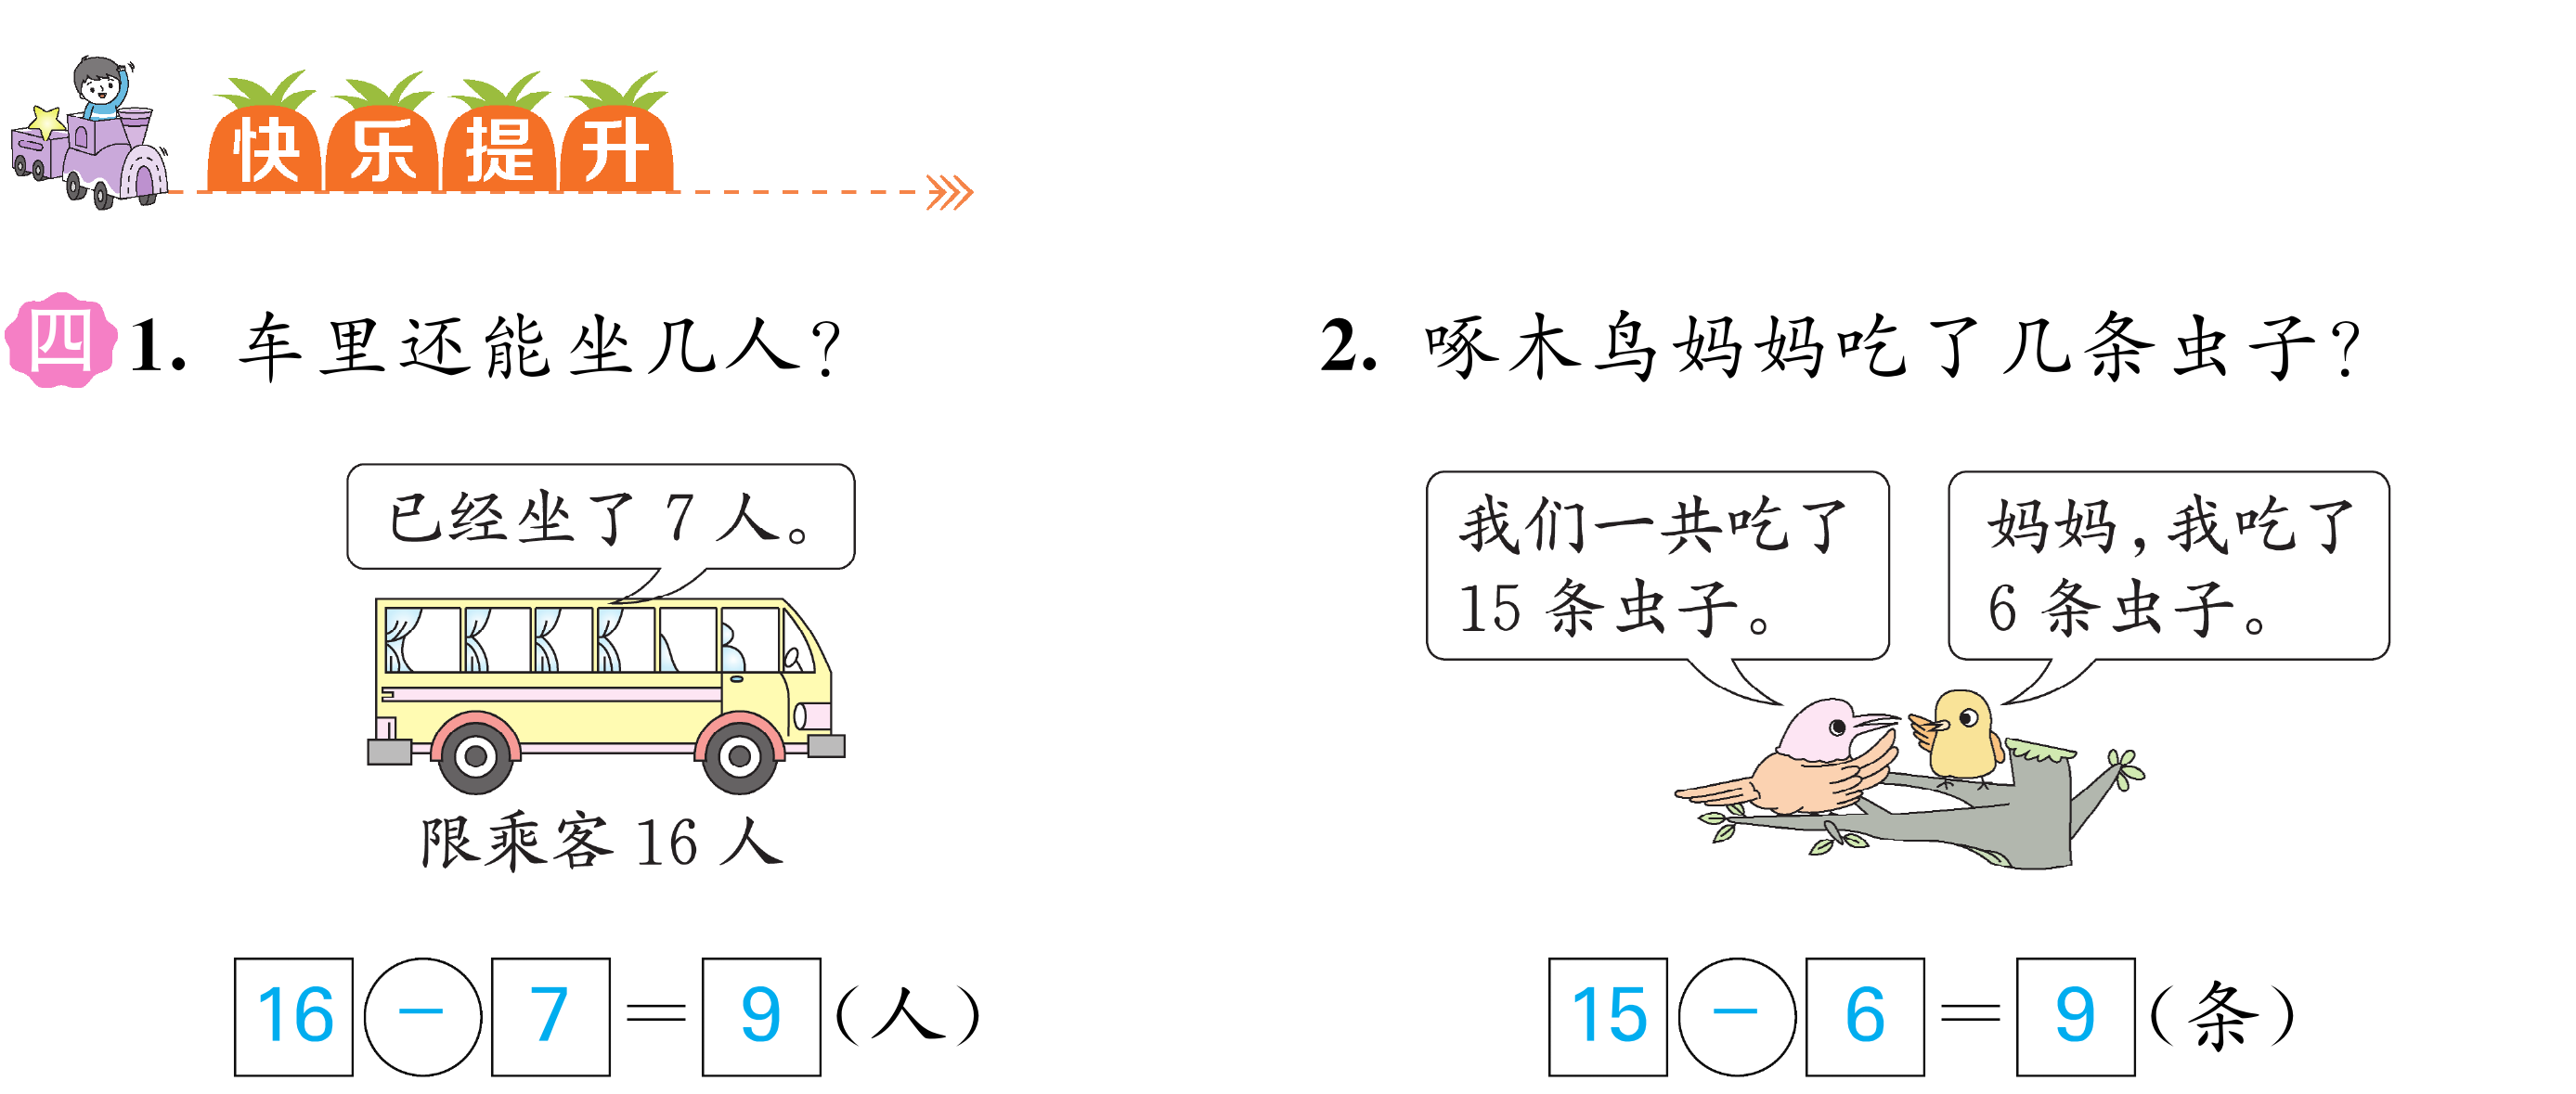 快乐提升
四 1. 车里还能坐几人?
已经坐了 7 人。
限乘客 16 人
16 - 7 = 9 (人)
2. 啄木鸟妈妈吃了几条虫子?
我们一共吃了
15 条虫子。
妈妈,我吃了
6 条虫子。
15 - 6 = 9 (条)